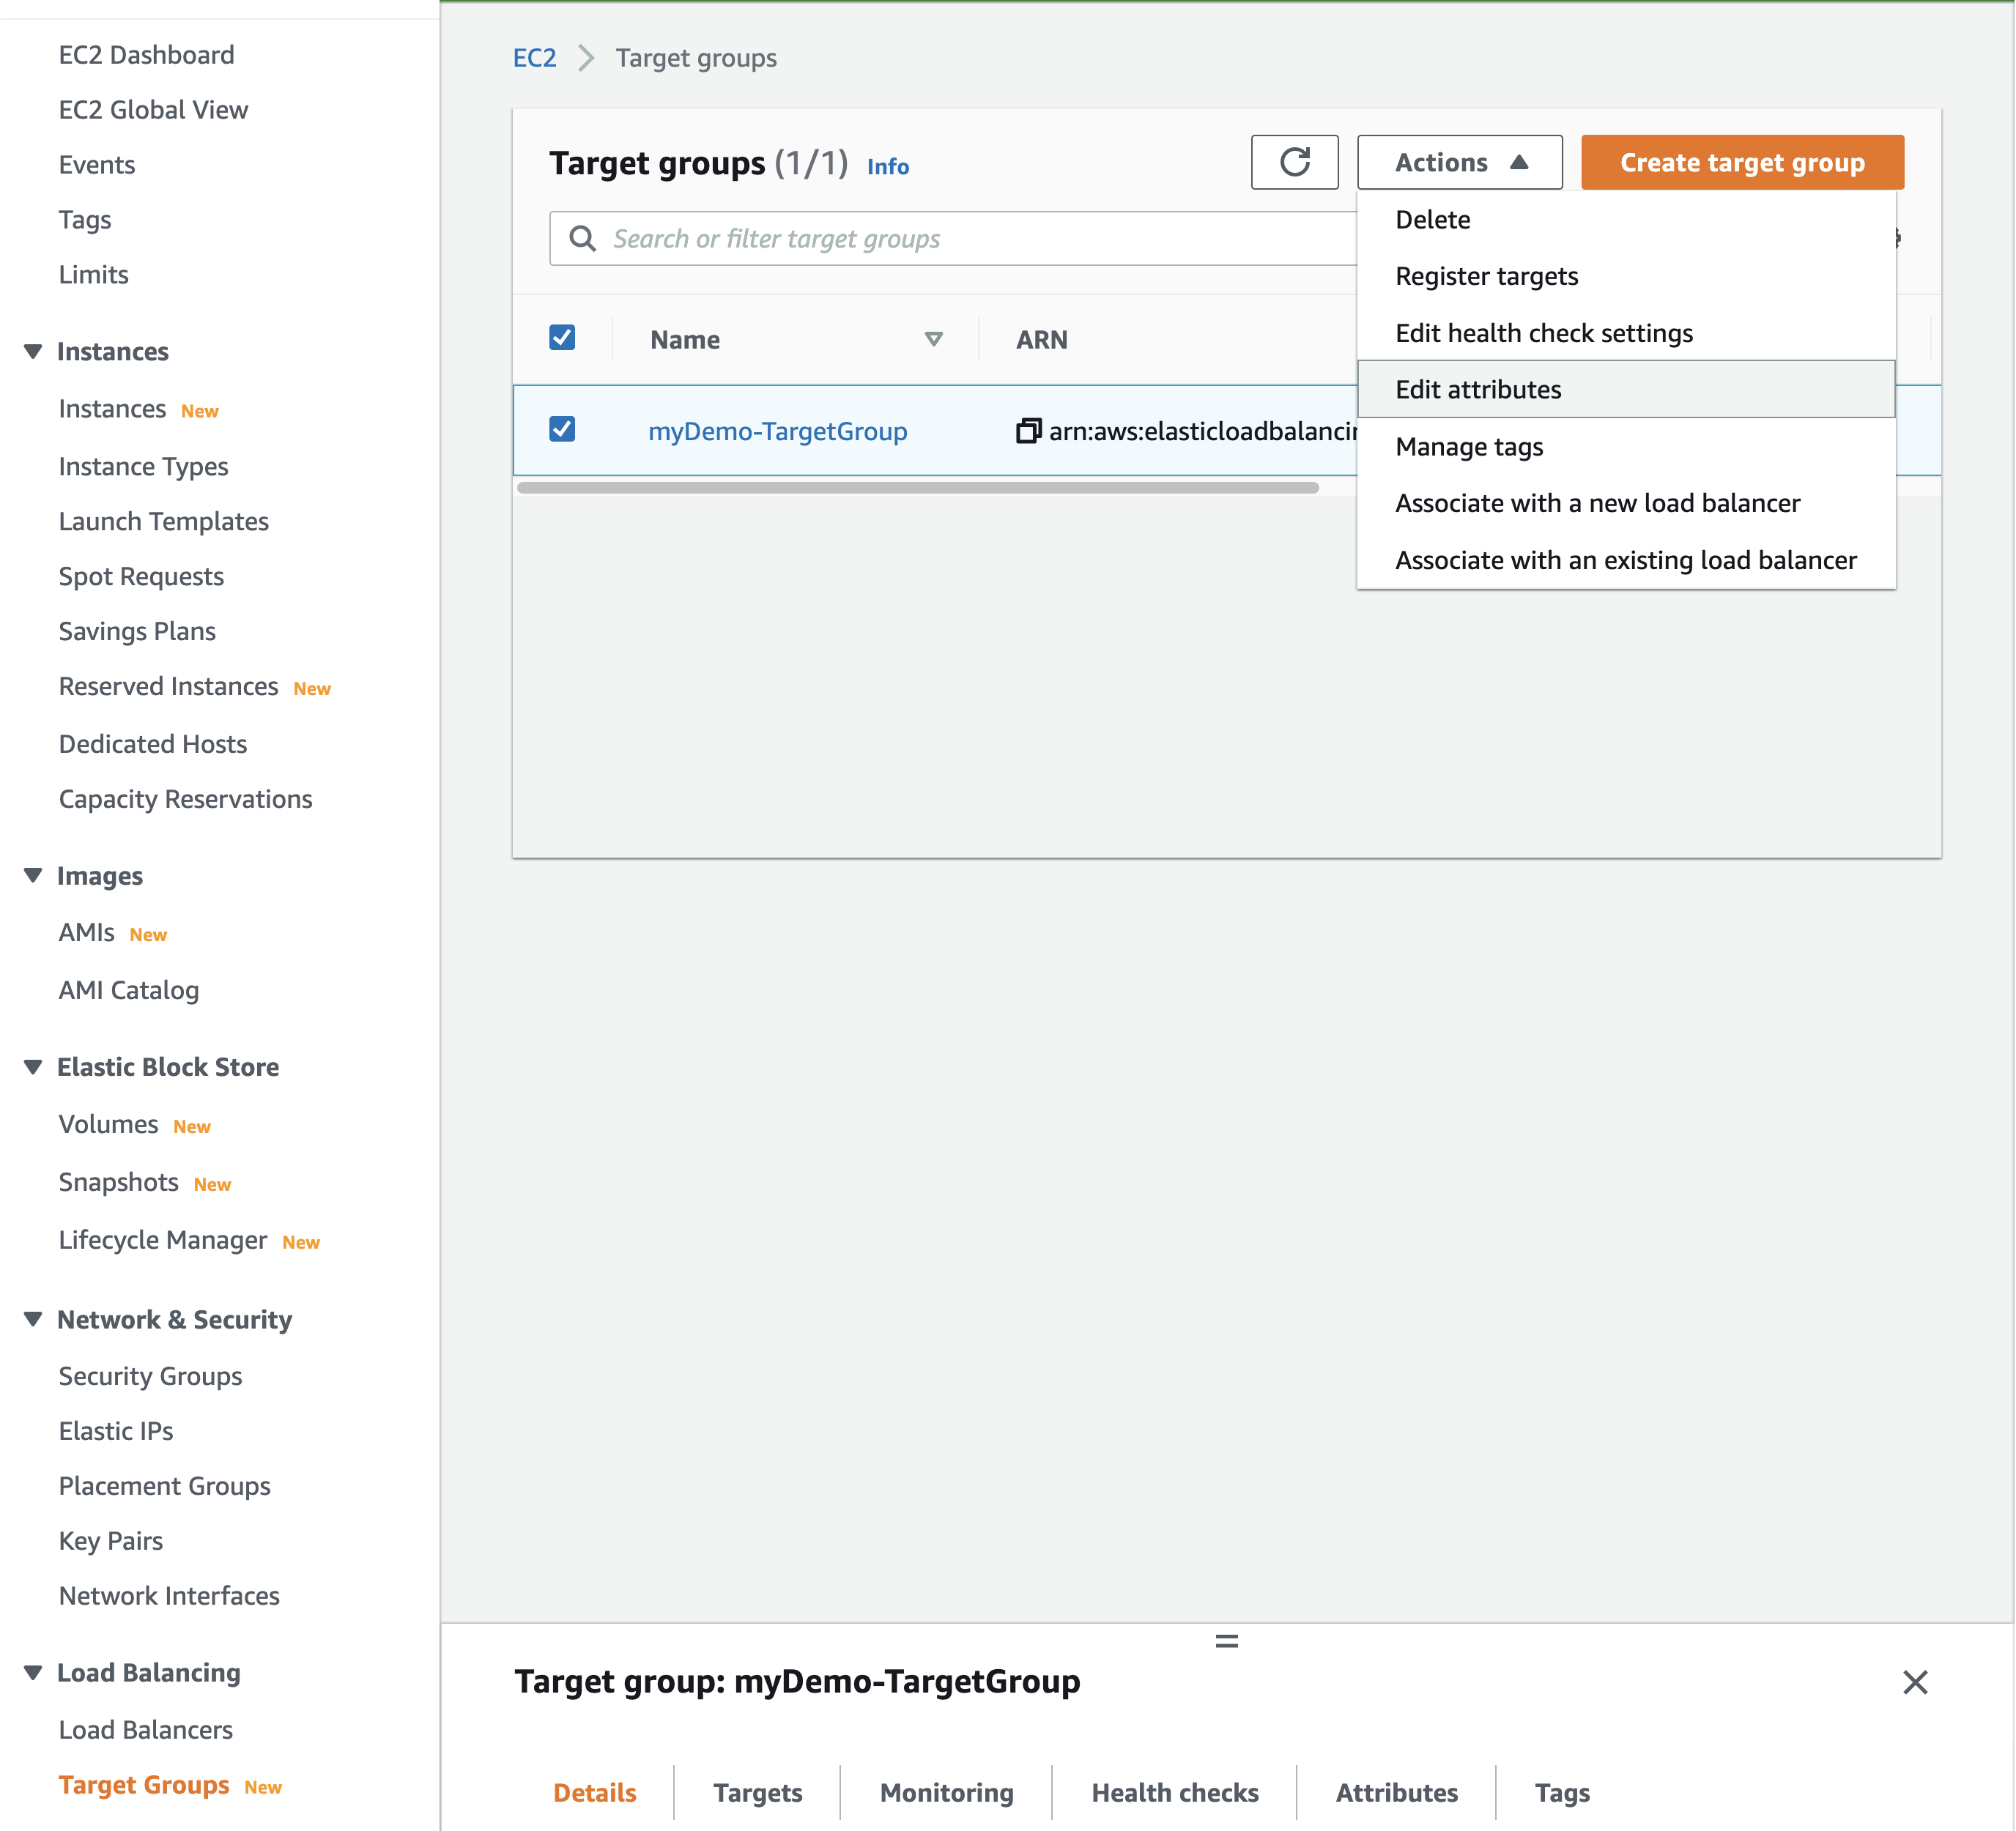 EC2 Dashboard
EC2 Global View
Events
Tags
Limits
Instances
Instances New
Instance Types
Launch Templates
Spot Requests
Savings Plans
Reserved Instances New
Dedicated Hosts
Capacity Reservations
Images
AMIs New
AMI Catalog
Elastic Block Store
Volumes New
Snapshots New
Lifecycle Manager New
Network & Security
Security Groups
Elastic IPs
Placement Groups
Key Pairs
Network Interfaces
Load Balancing
Load Balancers
Target Groups New
EC2 > Target groups
Target groups (1/1) Info
Actions
Create target group
Search or filter target groups
Name
ARN
myDemo-TargetGroup
arn:aws:elasticloadbalancin
Delete
Register targets
Edit health check settings
Edit attributes
Manage tags
Associate with a new load balancer
Associate with an existing load balancer
Target group: myDemo-TargetGroup
Details Targets Monitoring Health checks Attributes Tags